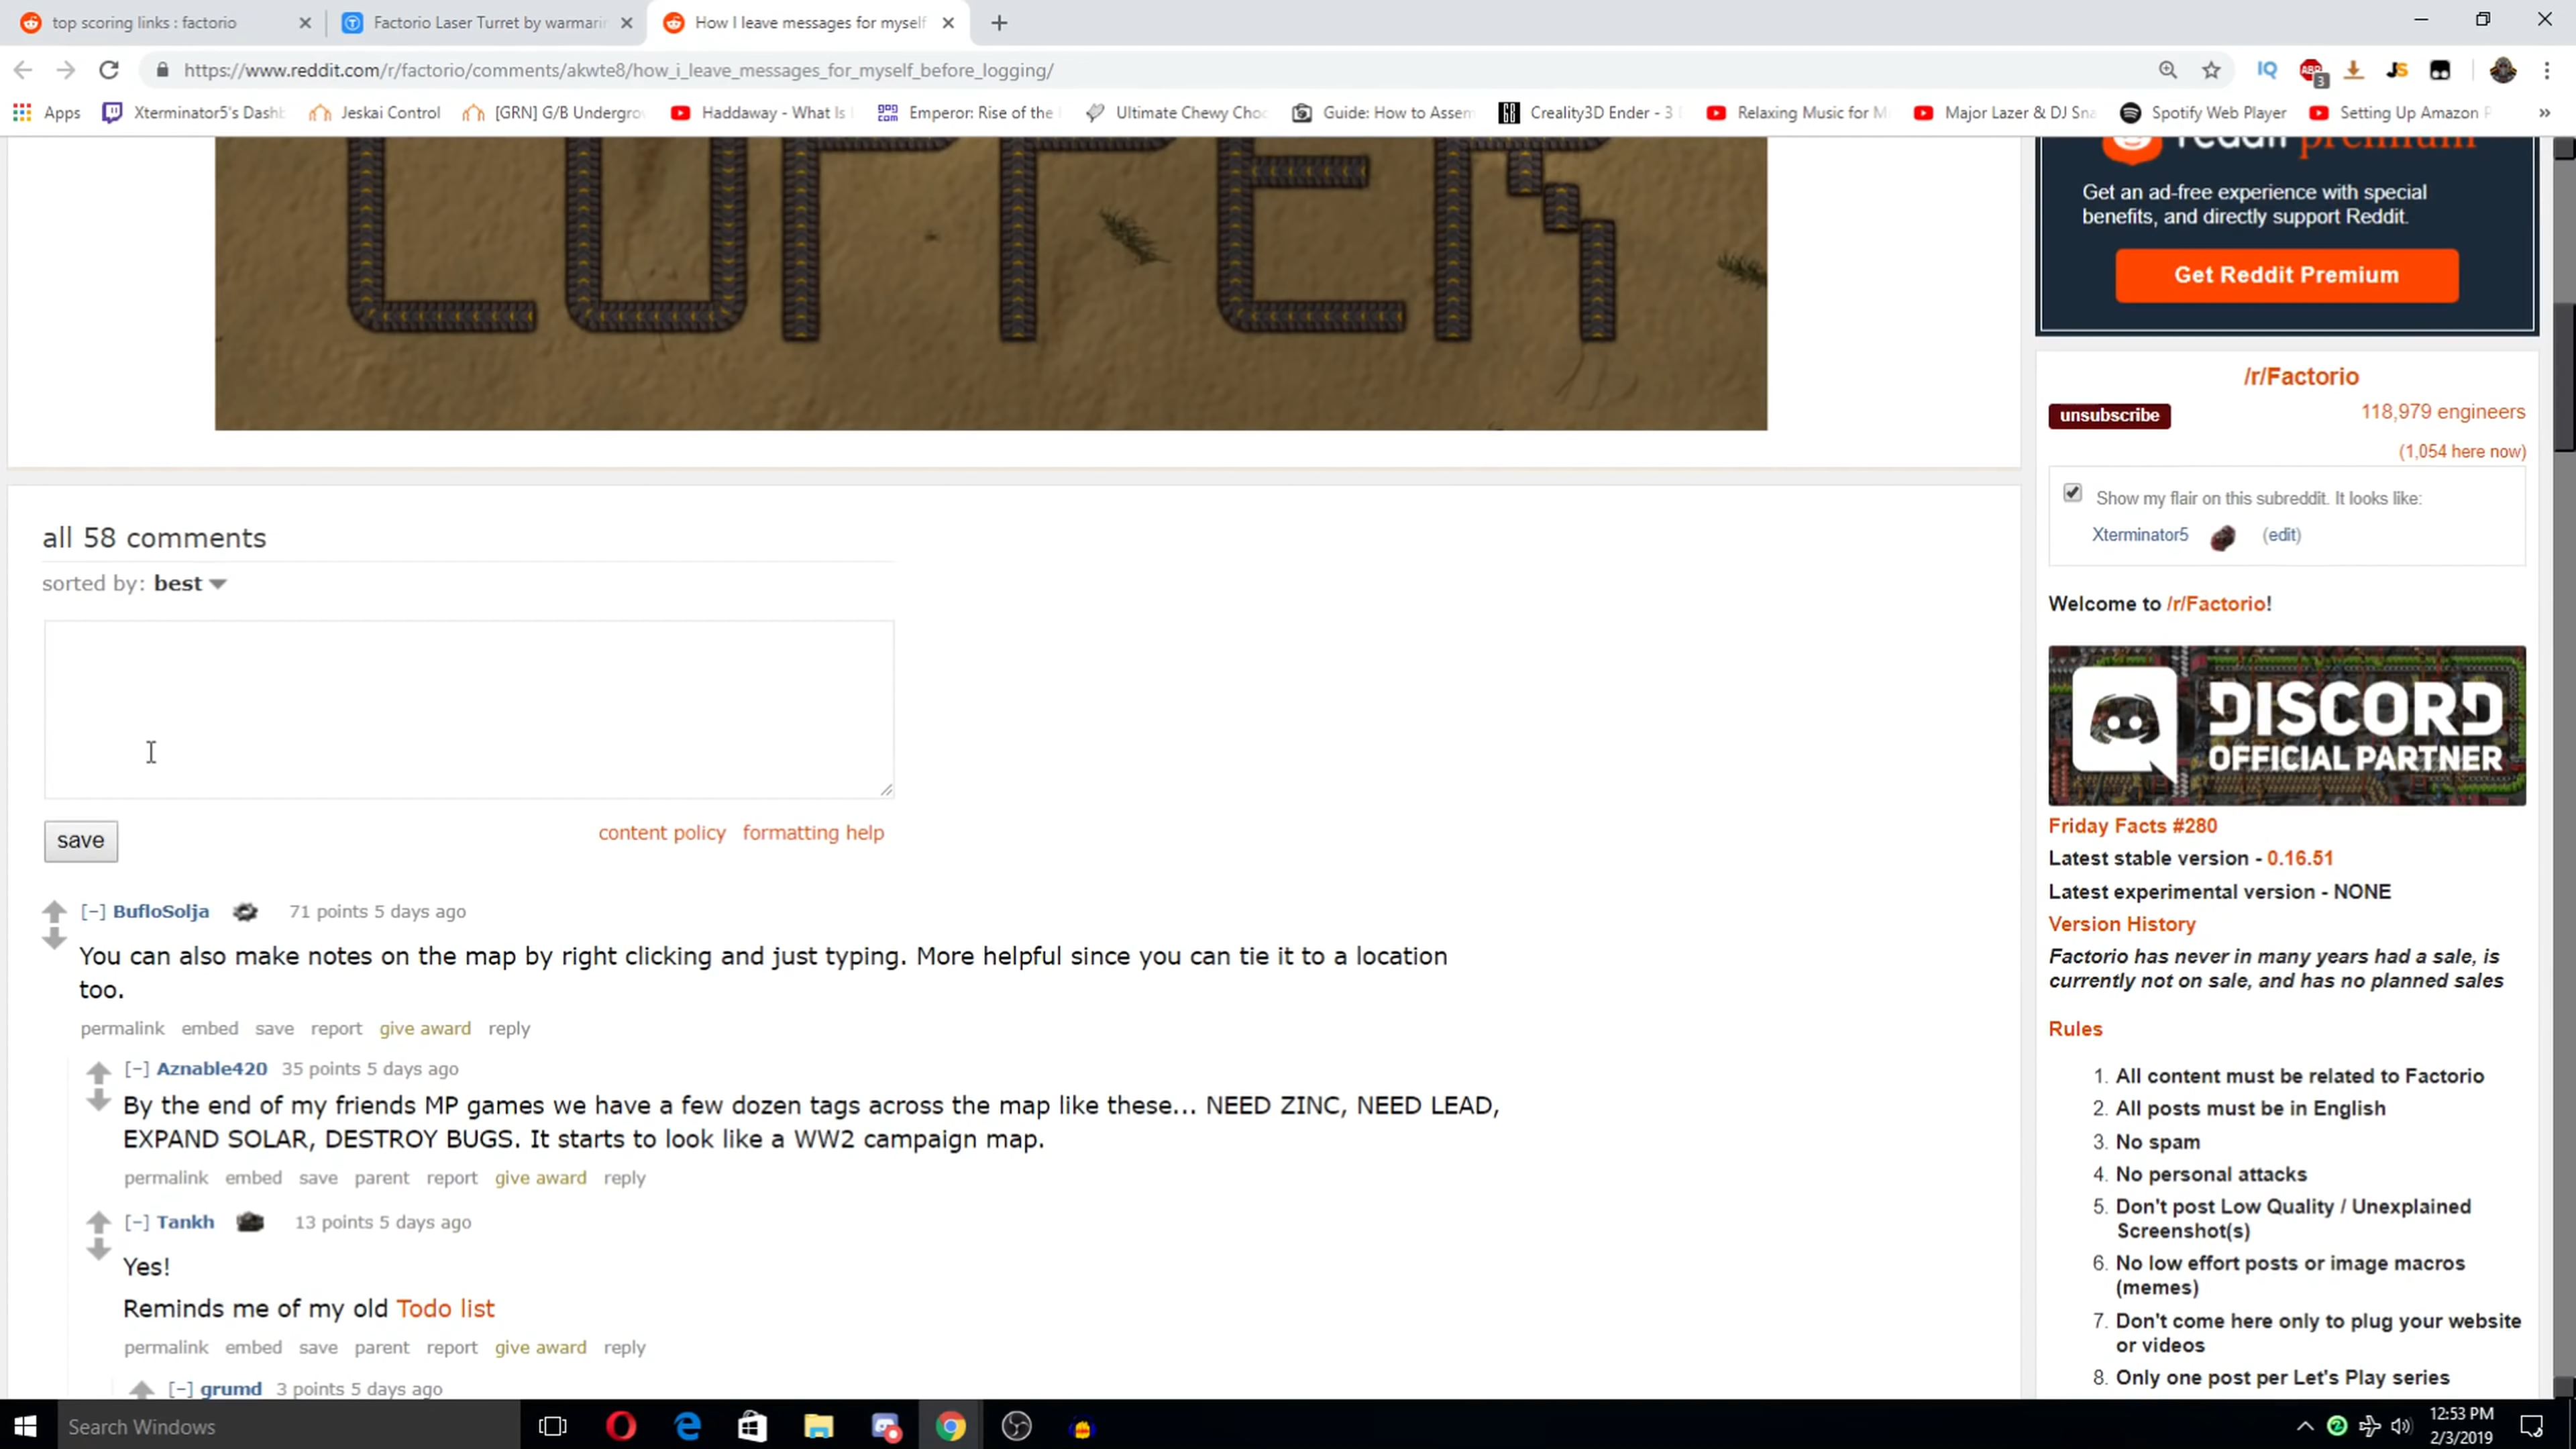 top scoring links : factorio
Factorio Laser Turret by warmari
How I leave messages for myself
https://www.reddit.com/r/factorio/comments/akwte8/how_i_leave_messages_for_myself_before_logging/
IQ
ABP
3
JS
Apps
Xterminator5's Dashb
Jeskai Control
[GRN] G/B Undergro
Haddaway - What Is
Emperor: Rise of the
Ultimate Chewy Choc
Guide: How to Assem
Creality3D Ender - 3
Relaxing Music for M
Major Lazer & DJ Sna
Spotify Web Player
Setting Up Amazon
»
COPPER
reddit premium
Get an ad-free experience with special
benefits, and directly support Reddit.
Get Reddit Premium
/r/Factorio
unsubscribe
118,979 engineers
(1,054 here now)
Show my flair on this subreddit. It looks like:
Xterminator5 (edit)
Welcome to /r/Factorio!
DISCORD
OFFICIAL PARTNER
Friday Facts #280
Latest stable version - 0.16.51
Latest experimental version - NONE
Version History
Factorio has never in many years had a sale, is
currently not on sale, and has no planned sales
Rules
1. All content must be related to Factorio
2. All posts must be in English
3. No spam
4. No personal attacks
5. Don't post Low Quality / Unexplained
Screenshot(s)
6. No low effort posts or image macros
(memes)
7. Don't come here only to plug your website
or videos
8. Only one post per Let's Play series
all 58 comments
sorted by: best
save
content policy formatting help
[-] BufloSolja 71 points 5 days ago
You can also make notes on the map by right clicking and just typing. More helpful since you can tie it to a location
too.
permalink embed save report give award reply
[-] Aznable420 35 points 5 days ago
By the end of my friends MP games we have a few dozen tags across the map like these... NEED ZINC, NEED LEAD,
EXPAND SOLAR, DESTROY BUGS. It starts to look like a WW2 campaign map.
permalink embed save parent report give award reply
[-] Tankh 13 points 5 days ago
Yes!
Reminds me of my old Todo list
permalink embed save parent report give award reply
[-] grumd 3 points 5 days ago
Search Windows
12:53 PM
2/3/2019